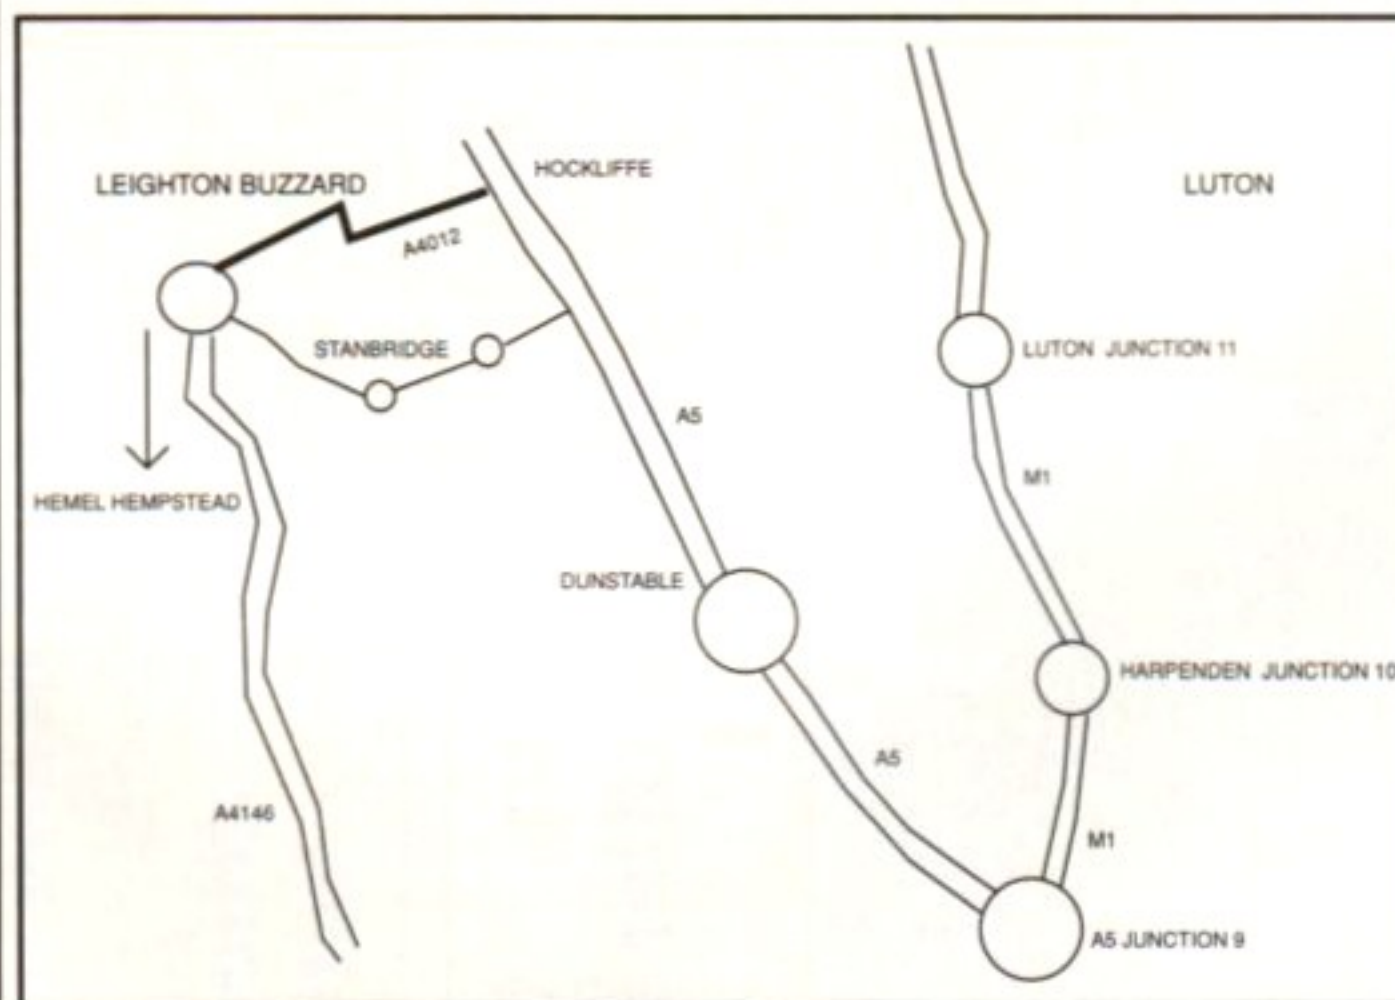 HOCKLIFFE
LEIGHTON BUZZARD
LUTON
A4012
STANBRIDGE
LUTON JUNCTION 11
A5
M1
HEMEL HEMPSTEAD
DUNSTABLE
HARPENDEN JUNCTION 10
A5
A4146
M1
A5 JUNCTION 9